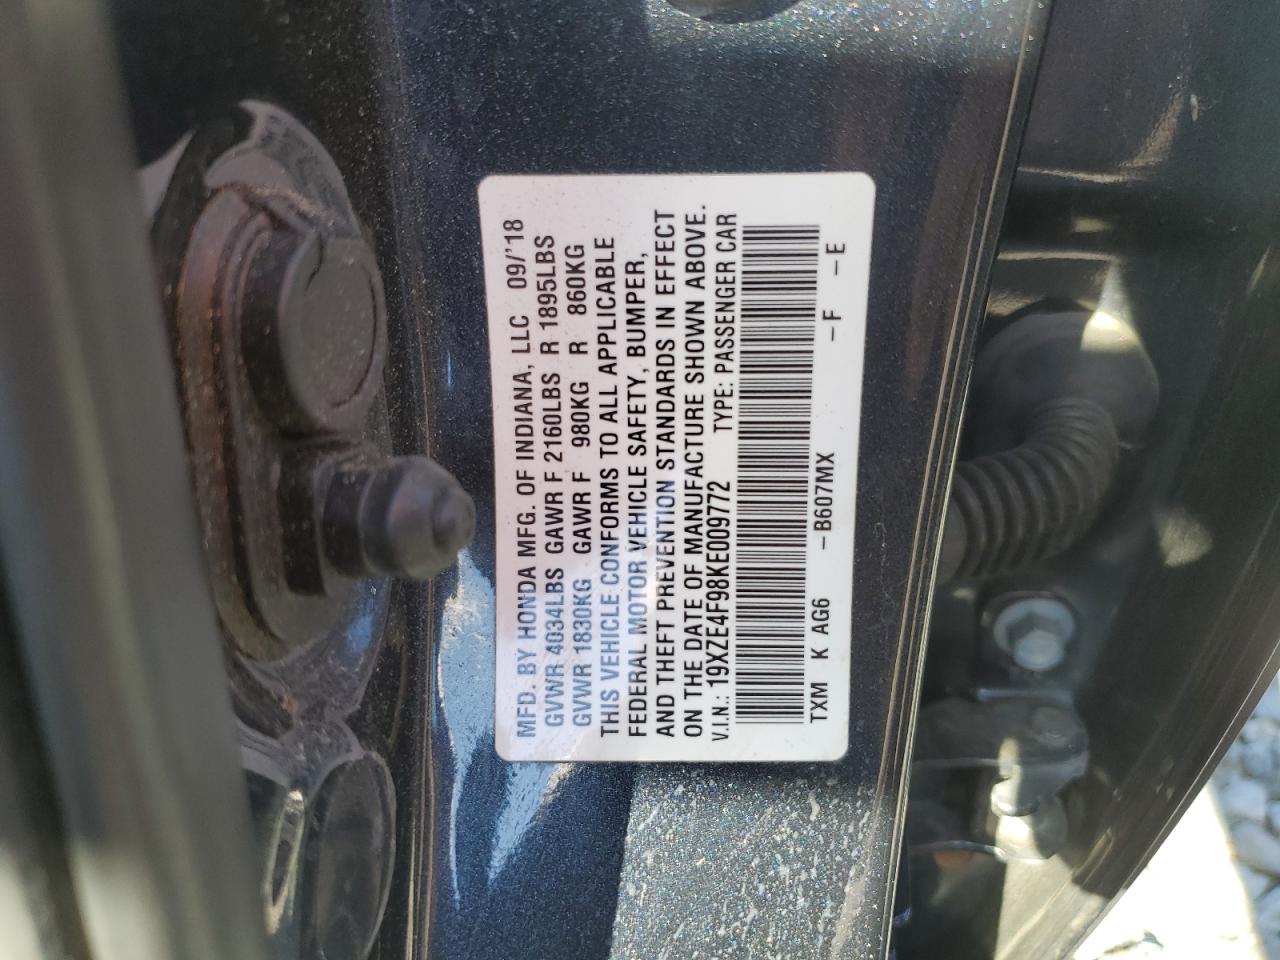 MFD. BY HONDA MFG. OF INDIANA, LLC 09/'18
GVWR 4034LBS GAWR F 2160LBS R 1895LBS
GVWR 1830KG GAWR F 980KG R 860KG
THIS VEHICLE CONFORMS TO ALL APPLICABLE
FEDERAL MOTOR VEHICLE SAFETY, BUMPER,
AND THEFT PREVENTION STANDARDS IN EFFECT
ON THE DATE OF MANUFACTURE SHOWN ABOVE.
V.I.N.: 19XZE4F98KE009772 TYPE: PASSENGER CAR
TXM K AG6 –B607MX –F –E